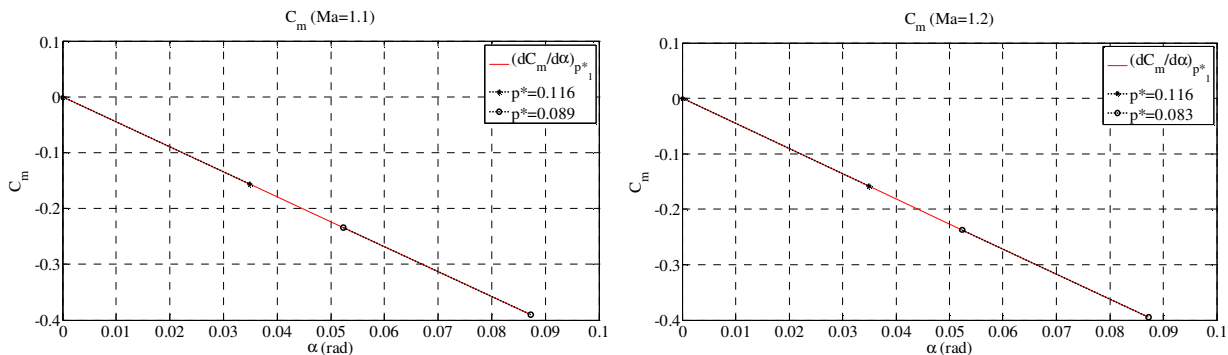 C_m (Ma=1.1)
0.1
0
-0.1
-0.2
-0.3
-0.4
C_m
0 0.01 0.02 0.03 0.04 0.05 0.06 0.07 0.08 0.09 0.1
α (rad)
(dC_m/dα)_p*_1
p*=0.116
p*=0.089
C_m (Ma=1.2)
0.1
0
-0.1
-0.2
-0.3
-0.4
C_m
0 0.01 0.02 0.03 0.04 0.05 0.06 0.07 0.08 0.09 0.1
α (rad)
(dC_m/dα)_p*_1
p*=0.116
p*=0.083